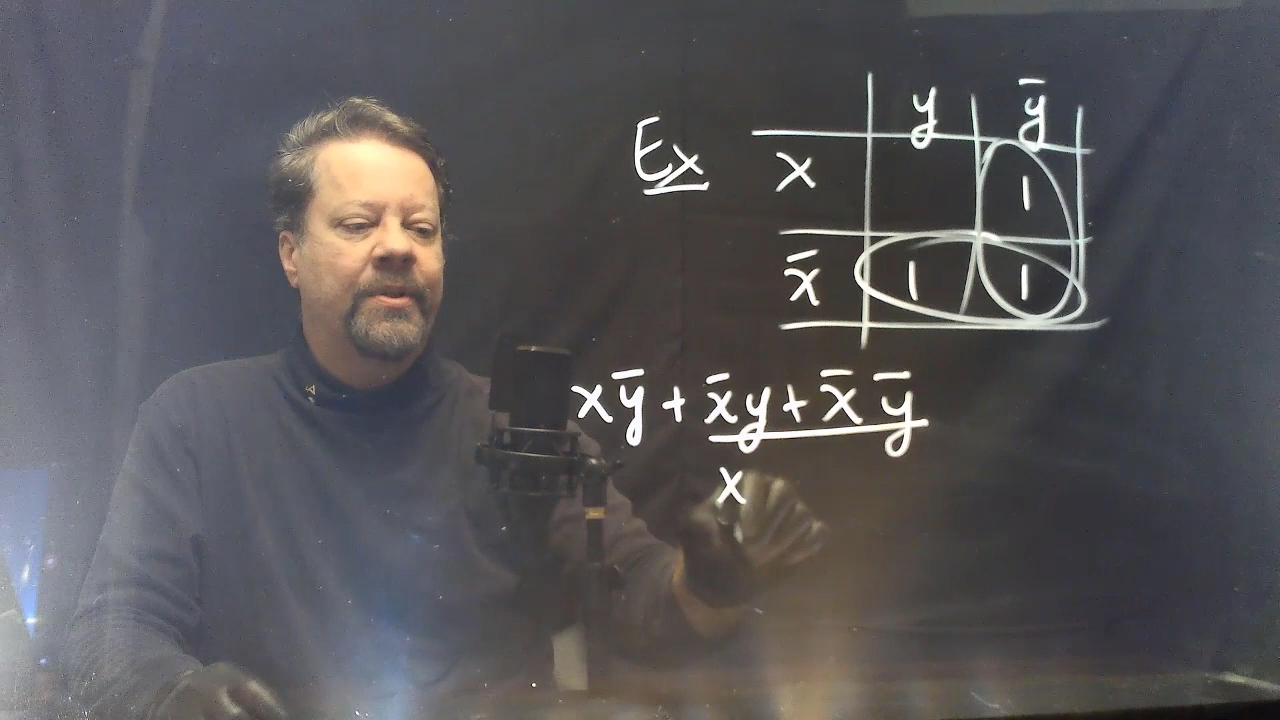 Ex
y ȳ
x 1
x̄ 1 1
xȳ + x̄y + x̄ ȳ
x